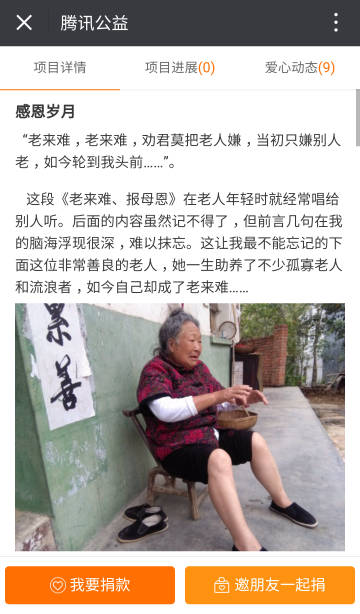 腾讯公益
项目详情 项目进展(0) 爱心动态(9)
感恩岁月
“老来难，老来难，劝君莫把老人嫌，当初只嫌别人
老，如今轮到我头前......”。
这段《老来难、报母恩》在老人年轻时就经常唱给
别人听。后面的内容虽然记不得了，但前言几句在我
的脑海浮现很深，难以抹忘。这让我最不能忘记的下
面这位非常善良的老人，她一生助养了不少孤寡老人
和流浪者，如今自己却成了老来难......
累
善
我要捐款 邀朋友一起捐